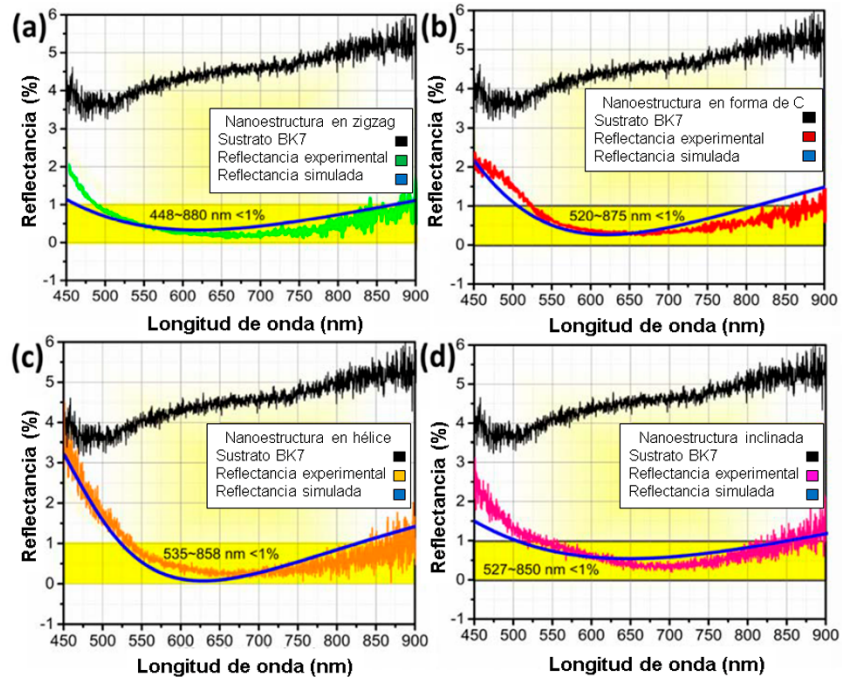 (a)
Reflectancia (%)
6
5
4
3
2
1
0
-1
Nanoestructura en zigzag
Sustrato BK7
Reflectancia experimental
Reflectancia simulada
448~880 nm <1%
450 500 550 600 650 700 750 800 850 900
Longitud de onda (nm)
(b)
Reflectancia (%)
6
5
4
3
2
1
0
-1
Nanoestructura en forma de C
Sustrato BK7
Reflectancia experimental
Reflectancia simulada
520~875 nm <1%
450 500 550 600 650 700 750 800 850 900
Longitud de onda (nm)
(c)
Reflectancia (%)
6
5
4
3
2
1
0
-1
Nanoestructura en hélice
Sustrato BK7
Reflectancia experimental
Reflectancia simulada
535~858 nm <1%
450 500 550 600 650 700 750 800 850 900
Longitud de onda (nm)
(d)
Reflectancia (%)
6
5
4
3
2
1
0
-1
Nanoestructura inclinada
Sustrato BK7
Reflectancia experimental
Reflectancia simulada
527~850 nm <1%
450 500 550 600 650 700 750 800 850 900
Longitud de onda (nm)